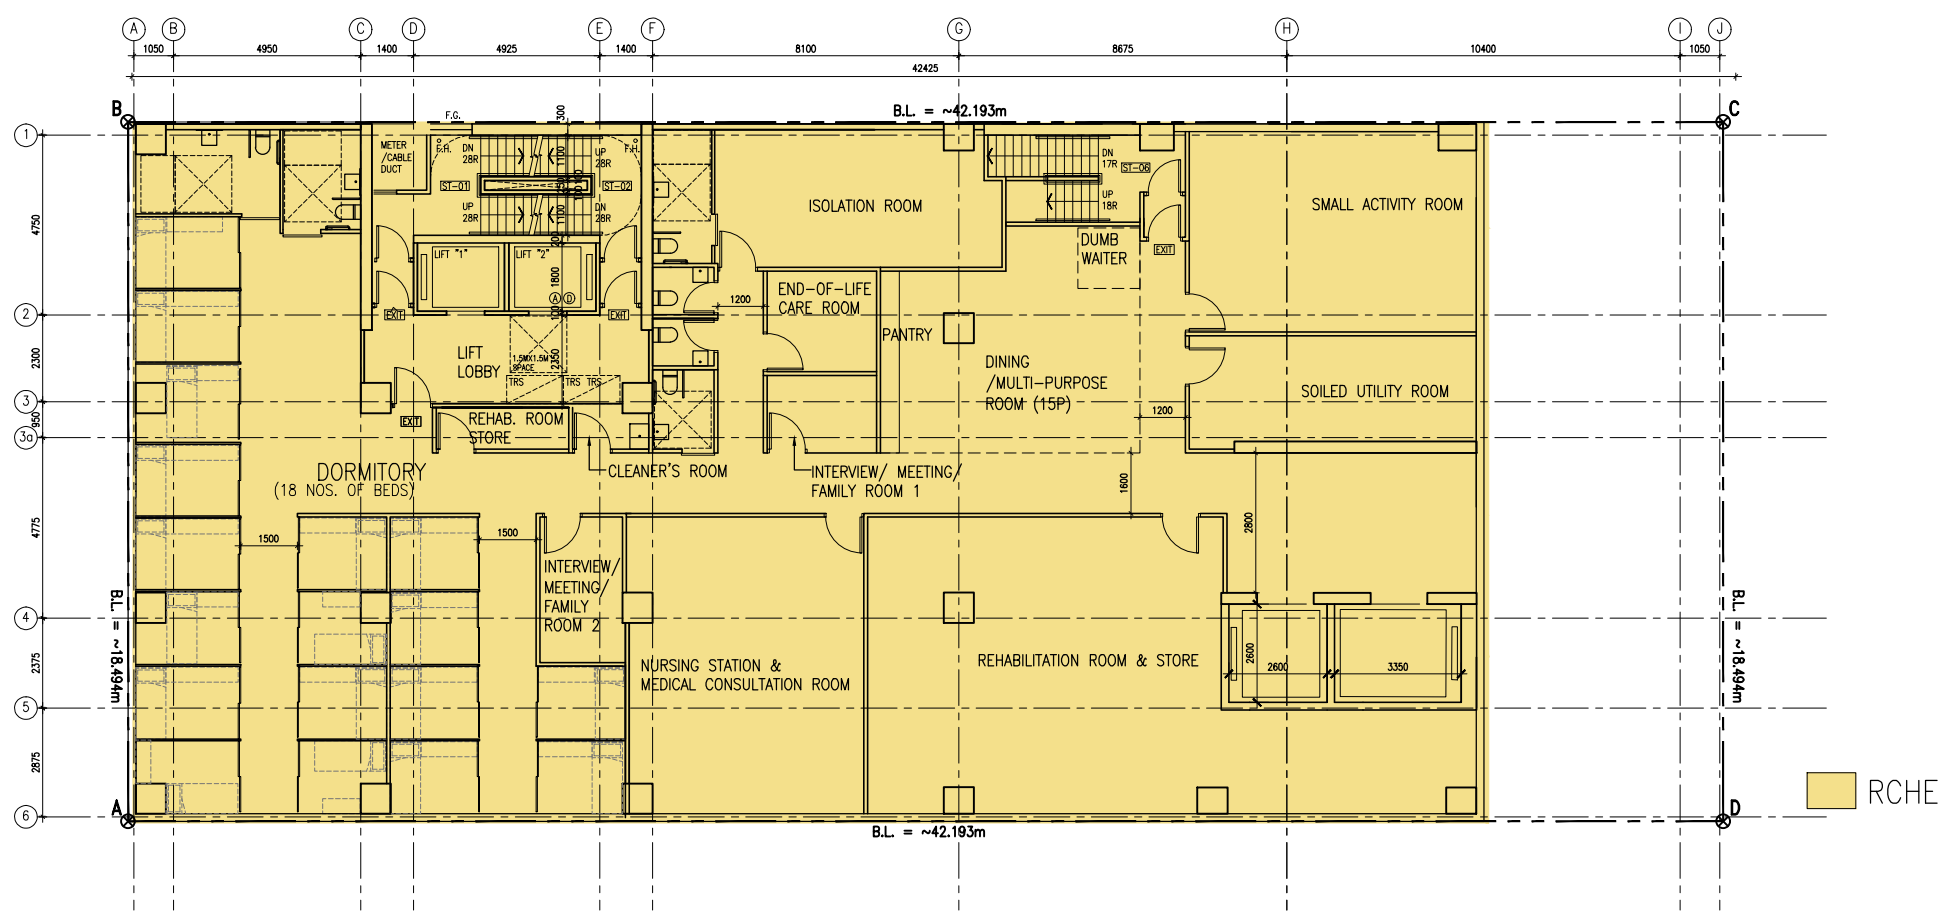 A B C D E F G H I J
1050 4950 1400 4925 1400 8100 8675 10400 1050
42425
B.L. = ~42.193m
B
C
F.G.
300
1
2
3
3a
4
5
6
4750
2300
950
4775
2375
2875
METER
/CABLE
DUCT
F.H.
DN
28R
UP
28R
F.H.
ST-01
ST-02
UP
28R
DN
28R
1100
1100
200
LIFT "1"
LIFT "2"
1800
A D
100
EXIT
EXIT
LIFT
LOBBY
1.5MX1.5M
SPACE
2350
TRS
TRS TRS
EXIT
REHAB. ROOM
STORE
CLEANER'S ROOM
ISOLATION ROOM
DN
17R
ST-06
UP
18R
EXIT
DUMB
WAITER
SMALL ACTIVITY ROOM
1200
END-OF-LIFE
CARE ROOM
PANTRY
DINING
/MULTI-PURPOSE
ROOM (15P)
1200
SOILED UTILITY ROOM
INTERVIEW/ MEETING/
FAMILY ROOM 1
1600
DORMITORY
(18 NOS. OF BEDS)
1500
1500
2800
INTERVIEW/
MEETING/
FAMILY
ROOM 2
NURSING STATION &
MEDICAL CONSULTATION ROOM
REHABILITATION ROOM & STORE
2600
2600
3350
B.L. = ~18.494m
B.L. = ~18.494m
A
D
B.L. = ~42.193m
RCHE